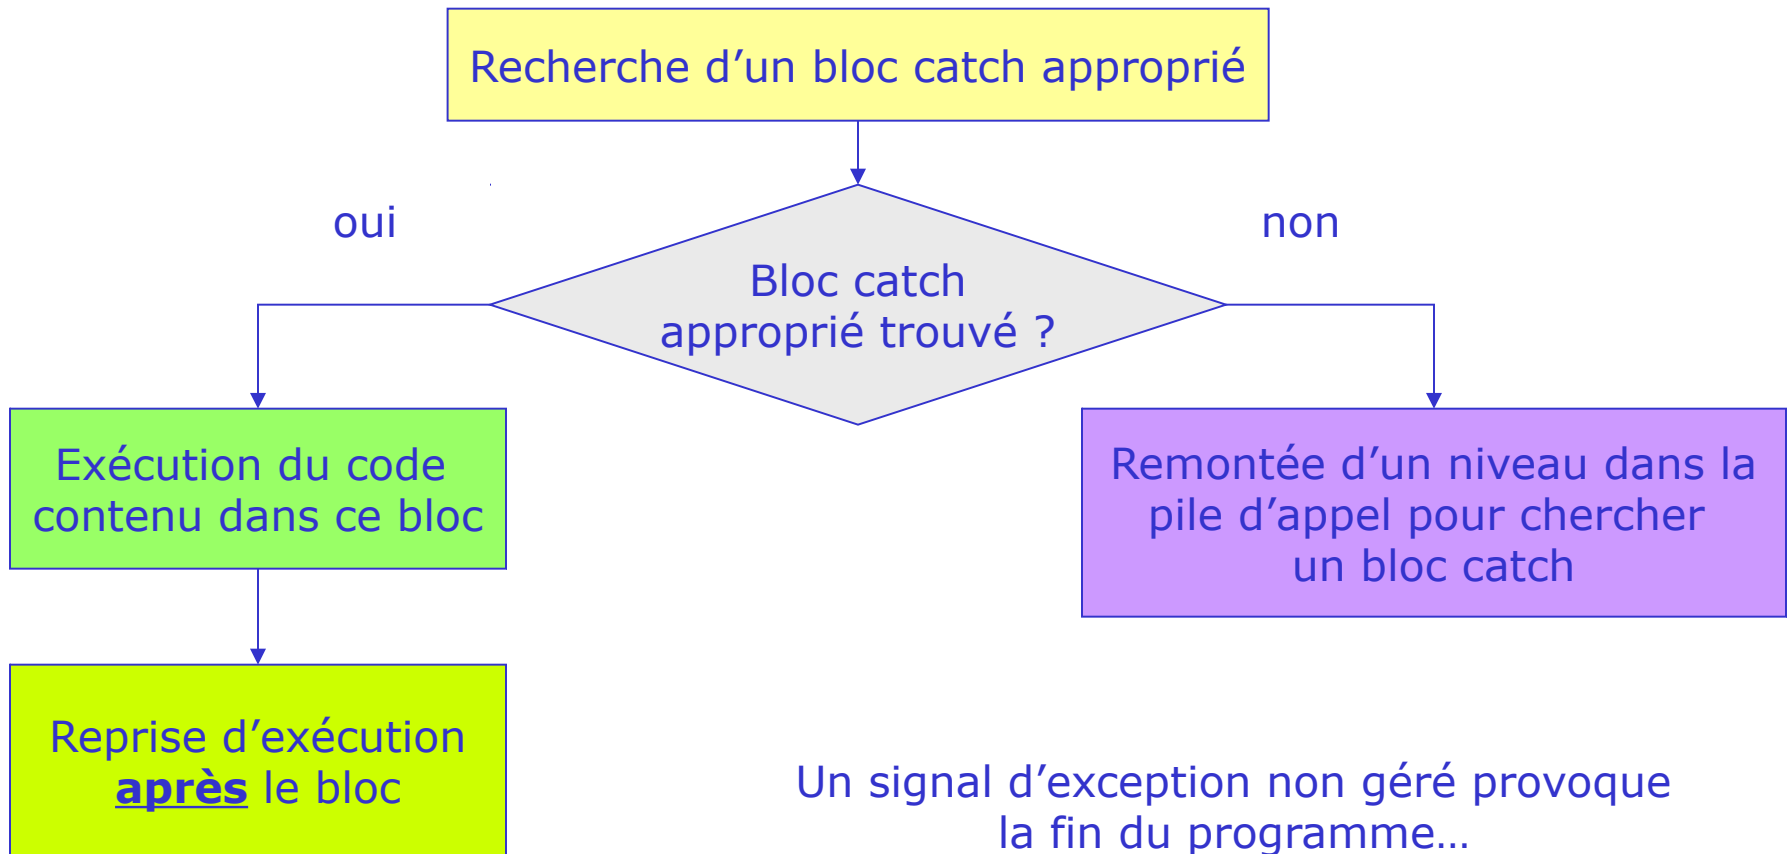 Recherche d’un bloc catch approprié
oui
non
Bloc catch
approprié trouvé ?
Exécution du code
contenu dans ce bloc
Remontée d’un niveau dans la
pile d’appel pour chercher
un bloc catch
Reprise d’exécution
après le bloc
Un signal d’exception non géré provoque
la fin du programme…